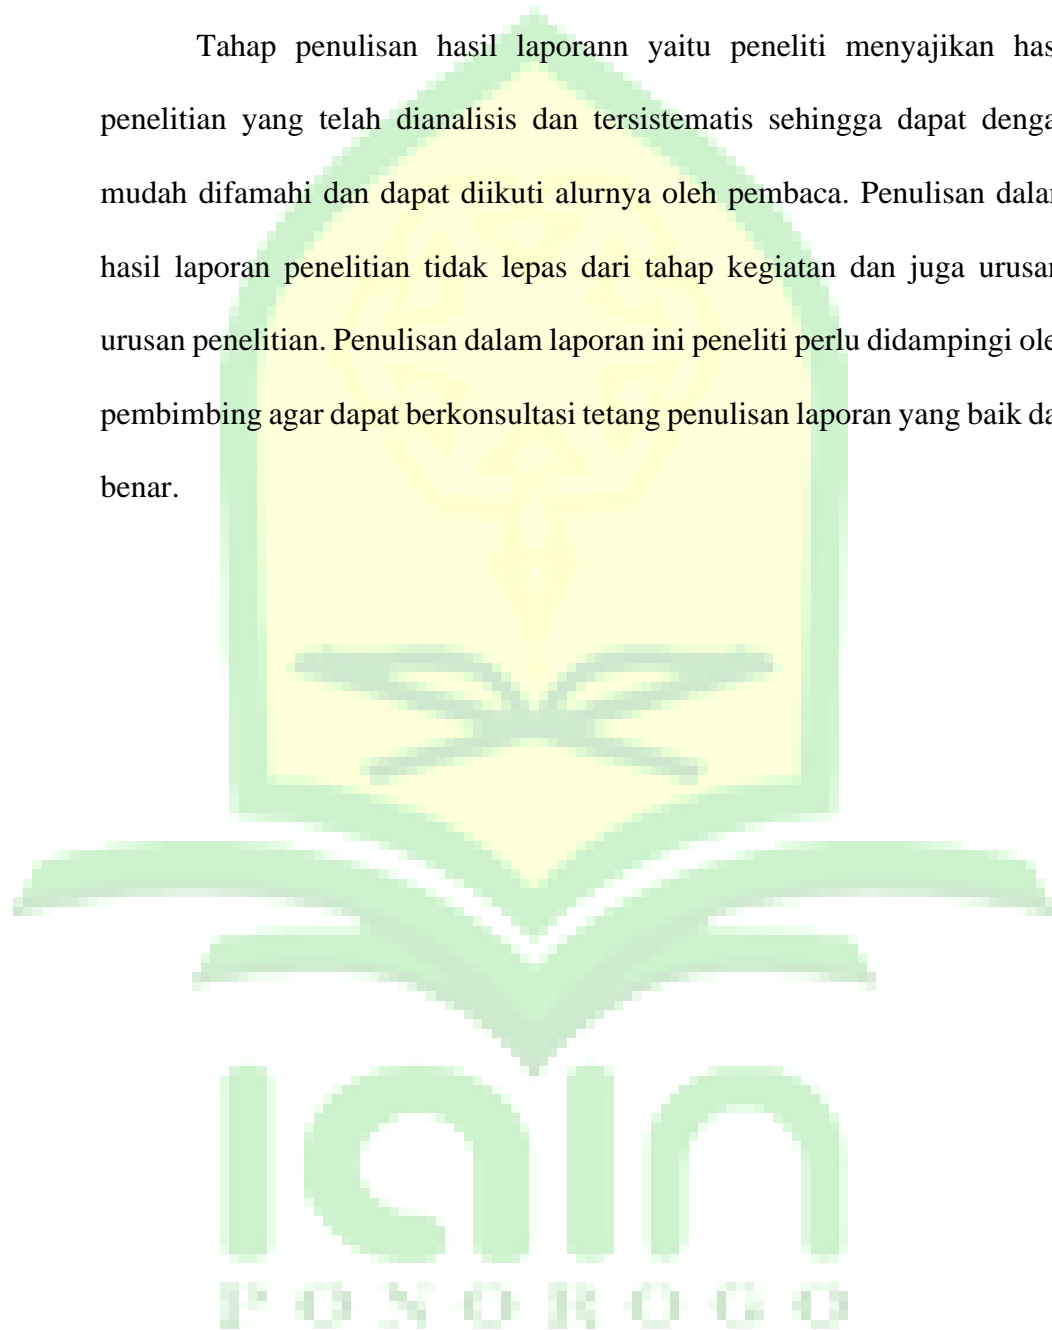 Tahap penulisan hasil laporann yaitu peneliti menyajikan has
penelitian yang telah dianalisis dan tersistematis sehingga dapat denga
mudah difamahi dan dapat diikuti alurnya oleh pembaca. Penulisan dalam
hasil laporan penelitian tidak lepas dari tahap kegiatan dan juga urusan
urusan penelitian. Penulisan dalam laporan ini peneliti perlu didampingi ole
pembimbing agar dapat berkonsultasi tetang penulisan laporan yang baik da
benar.
iain
PONOROGO